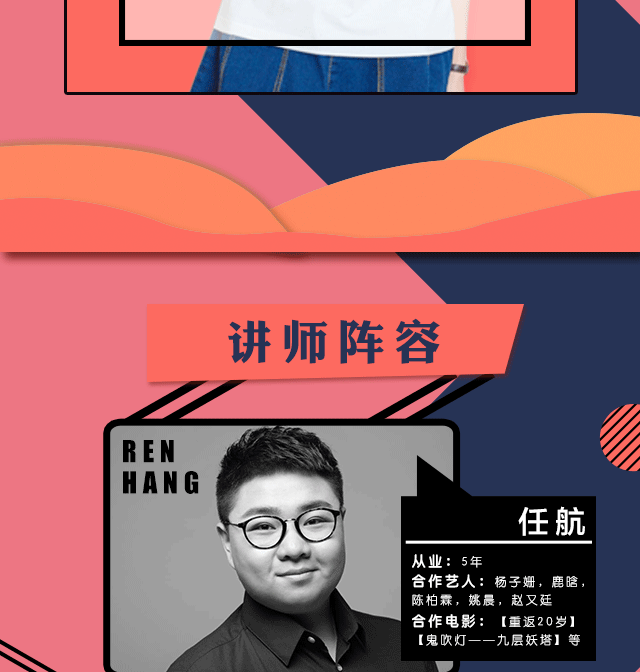 讲师阵容
REN
HANG
任航
从业：5年
合作艺人：杨子姗，鹿晗，
陈柏霖，姚晨，赵又廷
合作电影：【重返20岁】
【鬼吹灯——九层妖塔】等